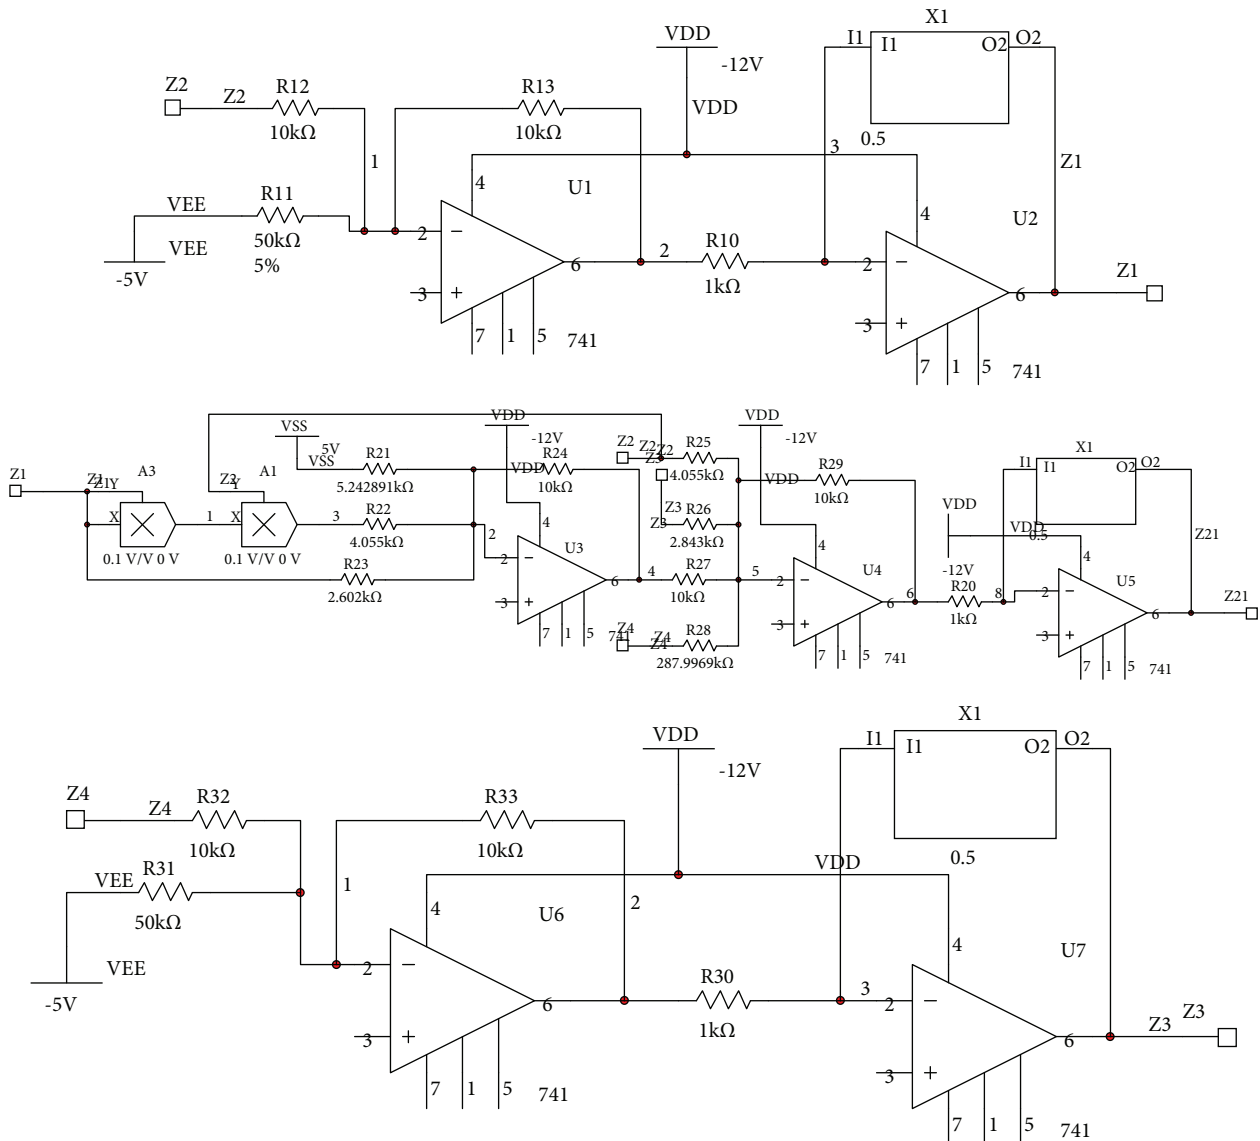 X1
VDD
-12V
I1
I1
O2
O2
Z2
Z2
R12
10kΩ
R13
10kΩ
VDD
3
0.5
1
Z1
4
U1
VEE
R11
4
U2
VEE
50kΩ
5%
-5V
2
−
6
2
R10
1kΩ
2
−
Z1
3
+
6
3
+
7
1
5
741
7
1
5
741
VSS
5V
VSS
VDD
-12V
VDD
-12V
X1
Z1
Z1
Z1Y
A3
Z2
Y
A1
R21
5.242891kΩ
VDD
R24
10kΩ
Z2
Z2
Z2
Z3
R25
4.055kΩ
VDD
R29
10kΩ
I1
I1
O2
O2
VDD
VDD
0.5
Z21
X
1
X
3
R22
4.055kΩ
2
4
U3
Z3
Z3
R26
2.843kΩ
4
U4
-12V
4
U5
0.1 V/V 0 V
0.1 V/V 0 V
R23
2.602kΩ
2
−
6
4
R27
10kΩ
5
2
−
6
6
R20
1kΩ
8
2
−
6
Z21
3
+
3
+
3
+
7
1
5
741
Z4
Z4
Z4
R28
287.9969kΩ
7
1
5
741
7
1
5
741
X1
VDD
-12V
I1
I1
O2
O2
Z4
Z4
R32
10kΩ
R33
10kΩ
0.5
VEE
R31
50kΩ
1
VDD
4
U6
2
4
U7
VEE
-5V
2
−
6
R30
1kΩ
3
2
−
Z3
Z3
3
+
6
3
+
7
1
5
741
7
1
5
741